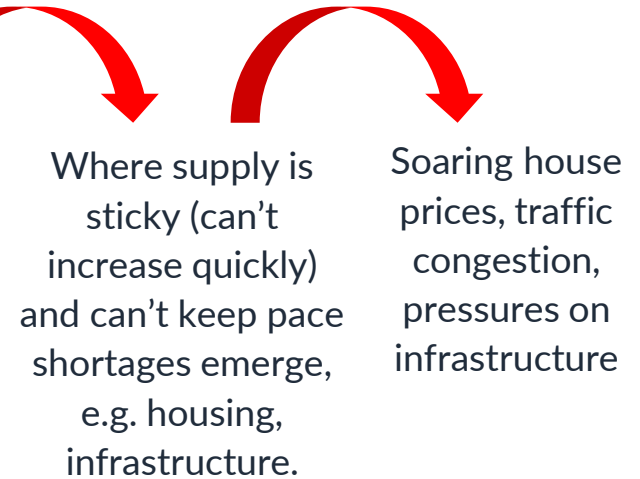 Where supply is
sticky (can’t
increase quickly)
and can’t keep pace
shortages emerge,
e.g. housing,
infrastructure.
Soaring house
prices, traffic
congestion,
pressures on
infrastructure